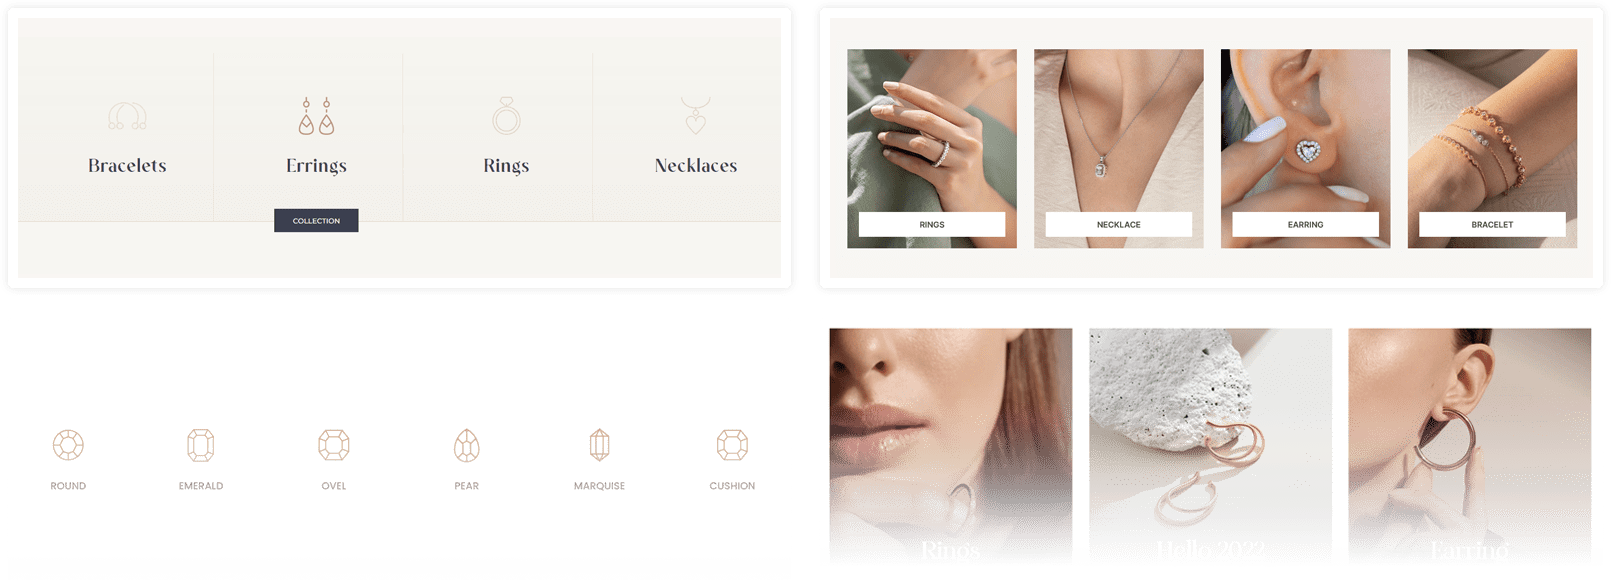 Bracelets
Errings
Rings
Necklaces
COLLECTION
RINGS
NECKLACE
EARRING
BRACELET
ROUND
EMERALD
OVEL
PEAR
MARQUISE
CUSHION
Rings
Hello 2022
Earring